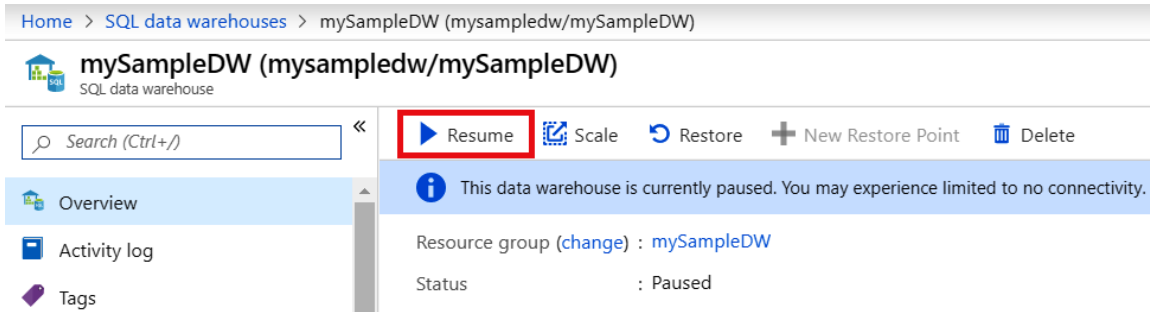 Home > SQL data warehouses > mySampleDW (mysampledw/mySampleDW)
mySampleDW (mysampledw/mySampleDW)
SQL data warehouse
Search (Ctrl+/)
«
Overview
Activity log
Tags
Resume Scale Restore New Restore Point Delete
This data warehouse is currently paused. You may experience limited to no connectivity.
Resource group (change) : mySampleDW
Status : Paused